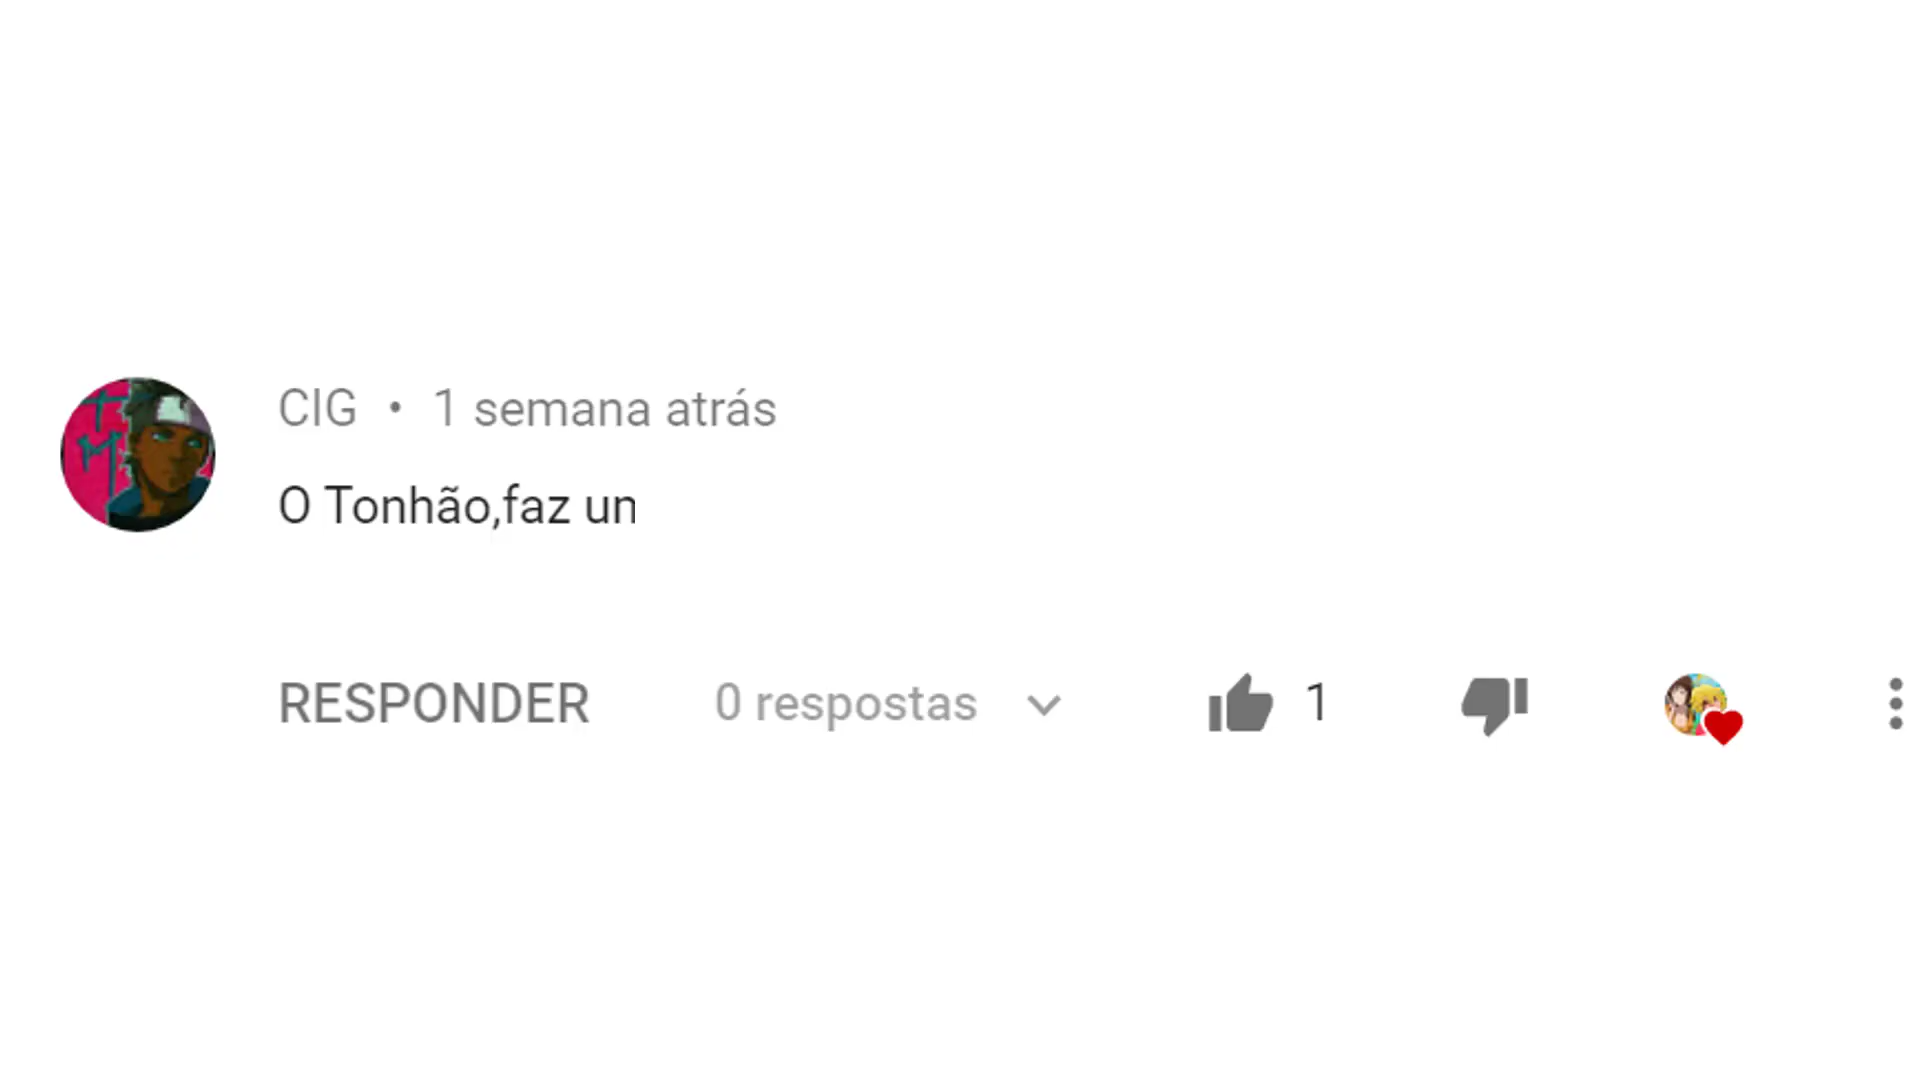 CIG • 1 semana atrás
O Tonhão,faz un
RESPONDER 0 respostas 1